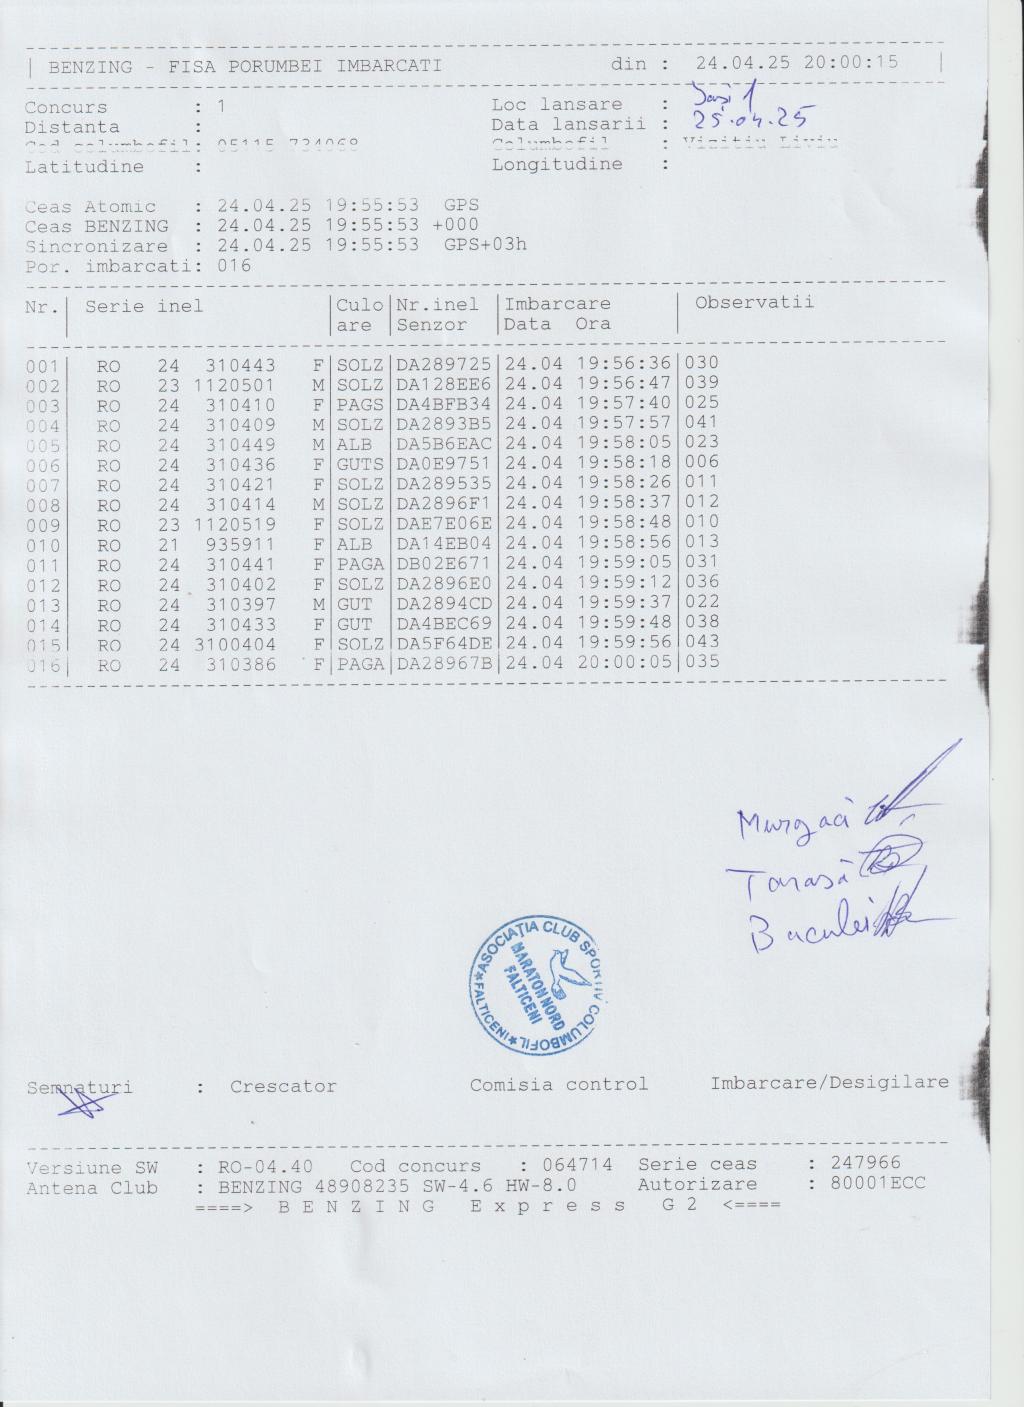 BENZING - FISA PORUMBEI IMBARCATI din : 24.04.25 20:00:15
Concurs : 1 Loc lansare : Iași 1
Distanta : Data lansarii : 25.04.25
Cod columbofil: 05115 734068 Columbofil : Vizitiu Liviu
Latitudine : Longitudine :
Ceas Atomic : 24.04.25 19:55:53 GPS
Ceas BENZING : 24.04.25 19:55:53 +000
Sincronizare : 24.04.25 19:55:53 GPS+03h
Por. imbarcati: 016
Nr.| Serie inel |Culo|Nr.inel |Imbarcare | Observatii
| |are |Senzor |Data Ora |
001| RO 24 310443 F|SOLZ|DA289725|24.04 19:56:36|030
002| RO 23 1120501 M|SOLZ|DA128EE6|24.04 19:56:47|039
003| RO 24 310410 F|PAGS|DA4BFB34|24.04 19:57:40|025
004| RO 24 310409 M|SOLZ|DA2893B5|24.04 19:57:57|041
005| RO 24 310449 M|ALB |DA5B6EAC|24.04 19:58:05|023
006| RO 24 310436 F|GUTS|DA0E9751|24.04 19:58:18|006
007| RO 24 310421 F|SOLZ|DA289535|24.04 19:58:26|011
008| RO 24 310414 M|SOLZ|DA2896F1|24.04 19:58:37|012
009| RO 23 1120519 F|SOLZ|DAE7E06E|24.04 19:58:48|010
010| RO 21 935911 F|ALB |DA14EB04|24.04 19:58:56|013
011| RO 24 310441 F|PAGA|DB02E671|24.04 19:59:05|031
012| RO 24 310402 F|SOLZ|DA2896E0|24.04 19:59:12|036
013| RO 24 310397 M|GUT |DA2894CD|24.04 19:59:37|022
014| RO 24 310433 F|GUT |DA4BEC69|24.04 19:59:48|038
015| RO 24 3100404 F|SOLZ|DA5F64DE|24.04 19:59:56|043
016| RO 24 310386 F|PAGA|DA28967B|24.04 20:00:05|035
Murgaci
Tarasă
Baculei
ASOCIAȚIA CLUB SPORTIV COLUMBOFIL
FALTICENI
MARATON NORD
FALTICENI
Semnaturi : Crescator Comisia control Imbarcare/Desigilare
Versiune SW : RO-04.40 Cod concurs : 064714 Serie ceas : 247966
Antena Club : BENZING 48908235 SW-4.6 HW-8.0 Autorizare : 80001ECC
====> B E N Z I N G E x p r e s s G 2 <====